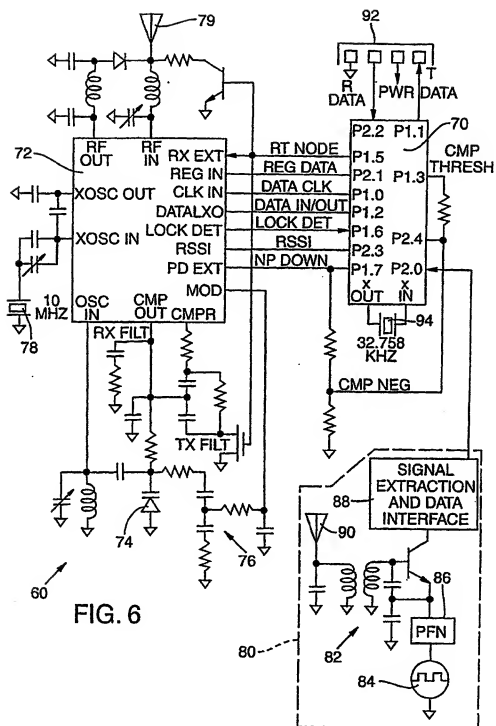 79
92
R DATA
PWR
T DATA
72
RF OUT
RF IN
RX EXT
REG IN
CLK IN
DATALXO
LOCK DET
RSSI
PD EXT
MOD
XOSC OUT
XOSC IN
RT NODE
REG DATA
DATA CLK
DATA IN/OUT
LOCK DET
RSSI
NP DOWN
P2.2
P1.1
70
P1.5
P2.1
P1.0
P1.2
P1.6
P2.3
P1.7
P1.3
P2.4
P2.0
CMP THRESH
X OUT
X IN
94
32.758 KHZ
10 MHZ
78
OSC IN
CMP OUT
CMPR
RX FILT
TX FILT
CMP NEG
74
76
60
FIG. 6
SIGNAL
EXTRACTION
AND DATA
INTERFACE
88
90
86
PFN
82
80
84